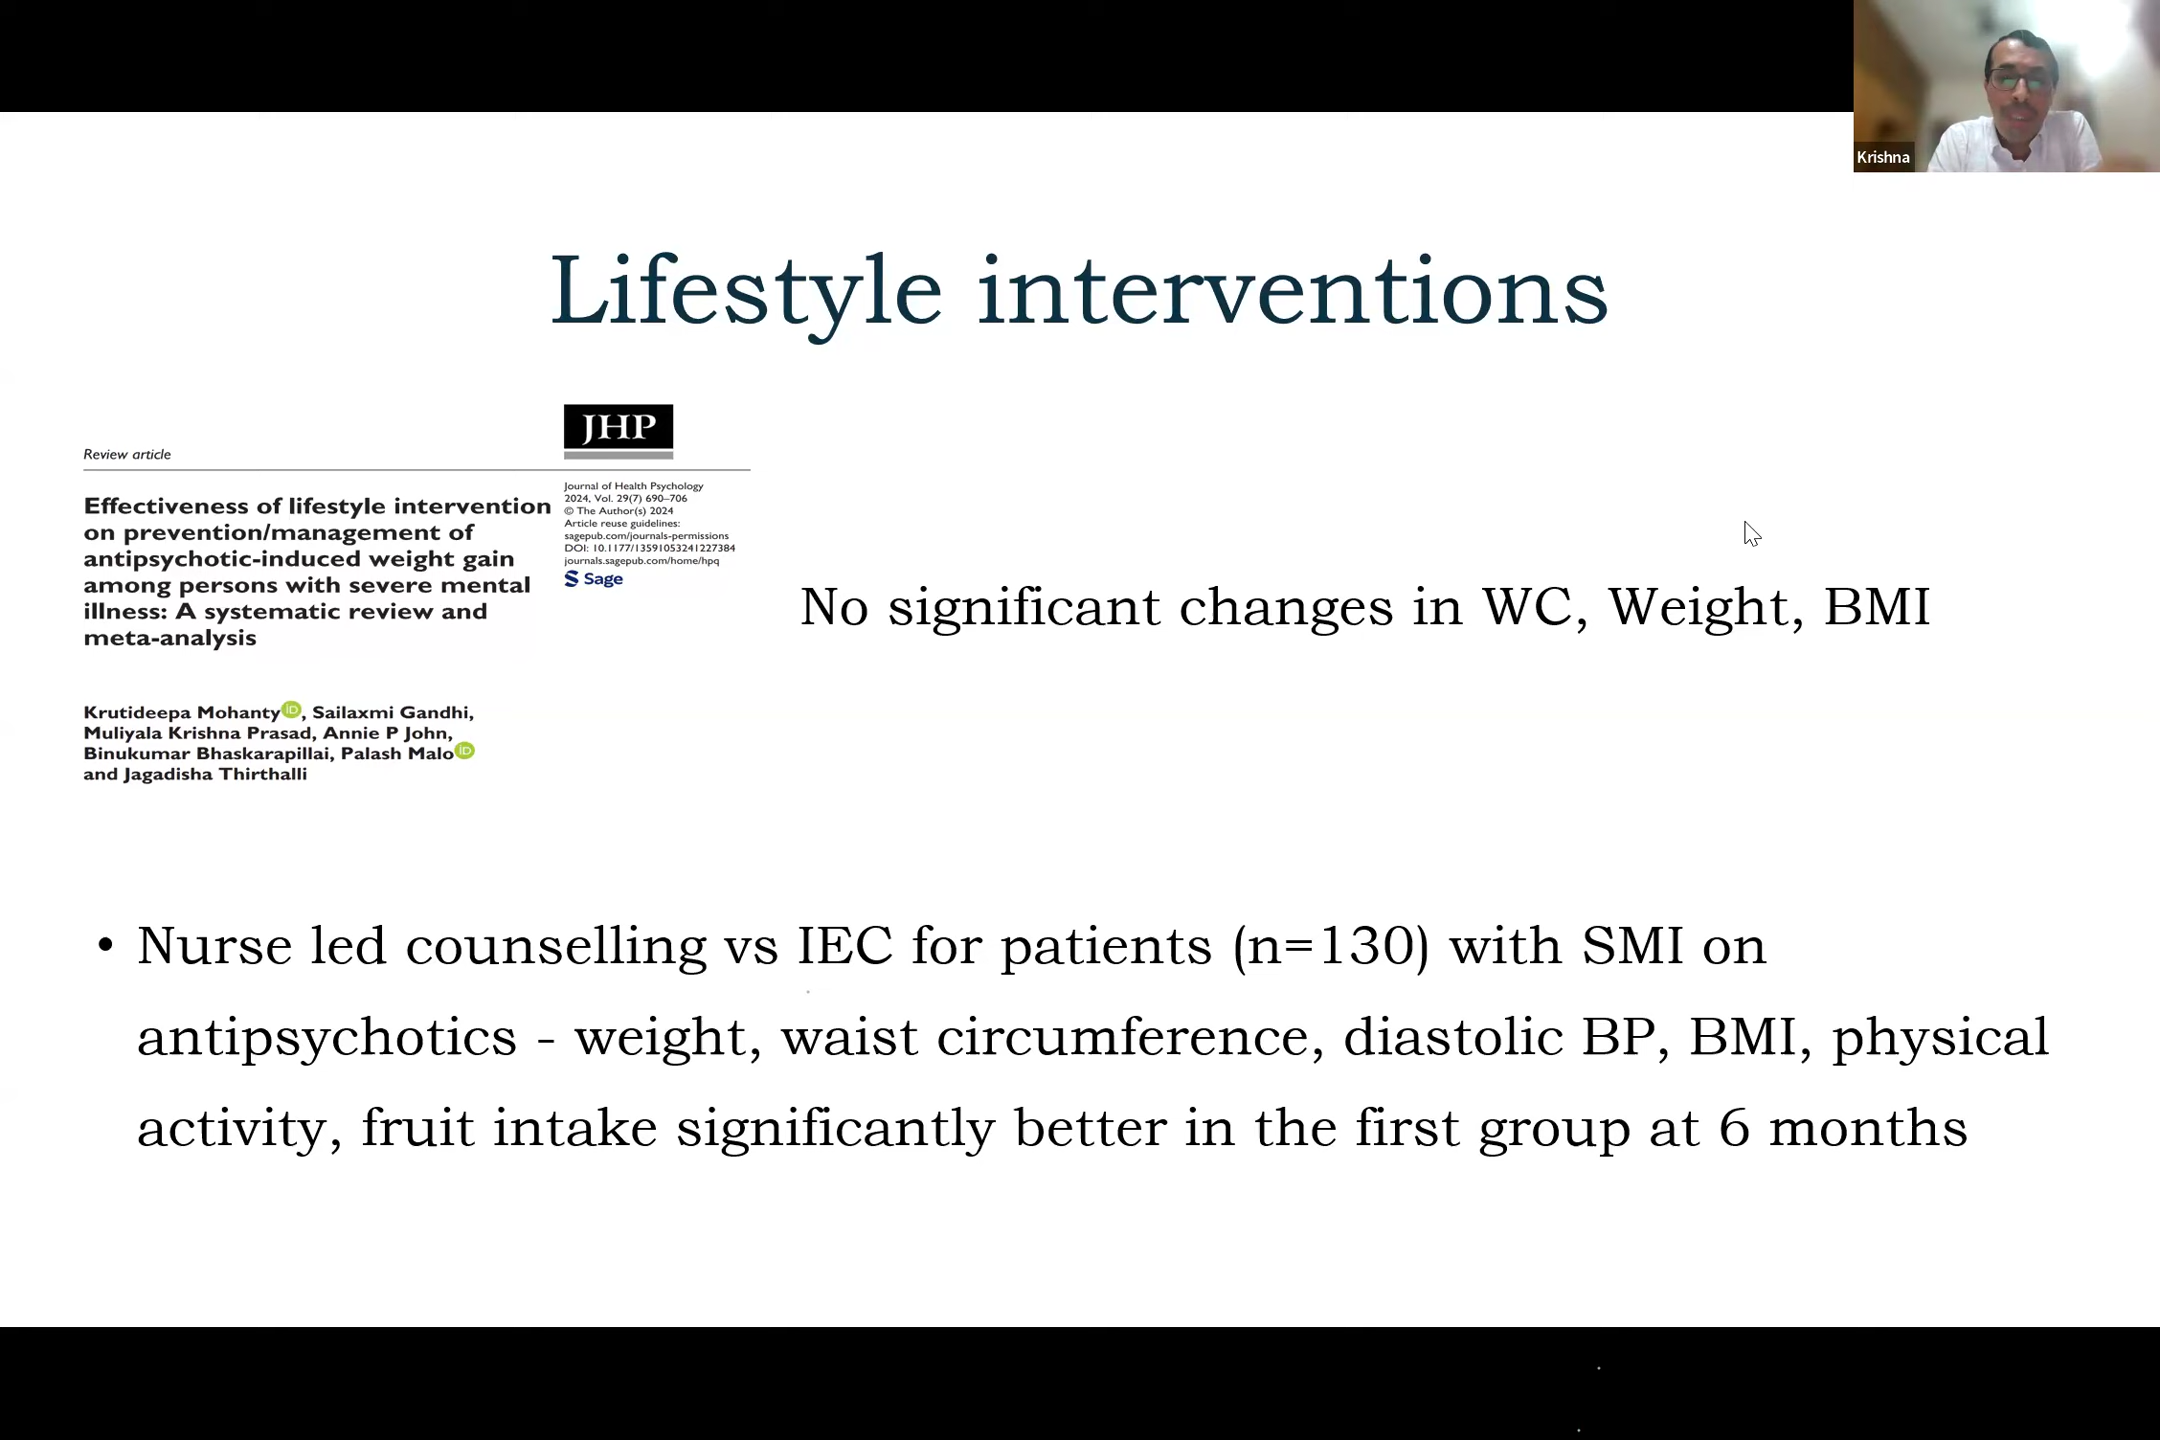 Krishna
Lifestyle interventions
JHP
Review article
Effectiveness of lifestyle intervention
on prevention/management of
antipsychotic-induced weight gain
among persons with severe mental
illness: A systematic review and
meta-analysis
Journal of Health Psychology
2024, Vol. 29(7) 690–706
© The Author(s) 2024
Article reuse guidelines:
sagepub.com/journals-permissions
DOI: 10.1177/13591053241227384
journals.sagepub.com/home/hpq
Sage
Krutideepa Mohanty iD, Sailaxmi Gandhi,
Muliyala Krishna Prasad, Annie P John,
Binukumar Bhaskarapillai, Palash Malo iD
and Jagadisha Thirthalli
No significant changes in WC, Weight, BMI
• Nurse led counselling vs IEC for patients (n=130) with SMI on
antipsychotics - weight, waist circumference, diastolic BP, BMI, physical
activity, fruit intake significantly better in the first group at 6 months